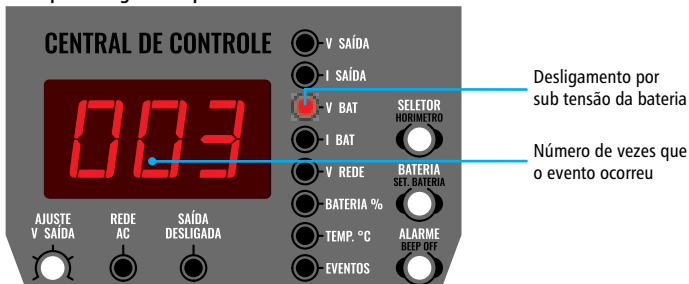 CENTRAL DE CONTROLE
003
V SAÍDA
I SAÍDA
V BAT
I BAT
V REDE
BATERIA %
TEMP. °C
EVENTOS
SELETOR
HORIMETRO
BATERIA
SET. BATERIA
ALARME
BEEP OFF
AJUSTE
V SAÍDA
REDE
AC
SAÍDA
DESLIGADA
Desligamento por
sub tensão da bateria
Número de vezes que
o evento ocorreu